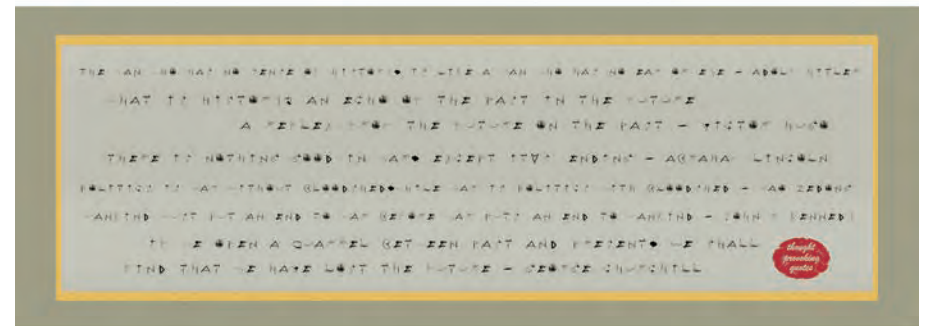 THE MAN WHO HAS NO SENSE OF HISTORY, IS LIKE A MAN WHO HAS NO EAR OR EYE - ADOLF HITLER
WHAT IS HISTORY? AN ECHO OF THE PAST IN THE FUTURE
A REFLEX FROM THE FUTURE ON THE PAST - VICTOR HUGO
THERE IS NOTHING GOOD IN WAR, EXCEPT ITS ENDING - ABRAHAM LINCOLN
POLITICS IS WAR WITHOUT BLOODSHED, WHILE WAR IS POLITICS WITH BLOODSHED - MAO ZEDONG
MANKIND MUST PUT AN END TO WAR BEFORE WAR PUTS AN END TO MANKIND - JOHN F KENNEDY
IF WE OPEN A QUARREL BETWEEN PAST AND PRESENT, WE SHALL
FIND THAT WE HAVE LOST THE FUTURE - GEORGE CHURCHILL
thought
provoking
quotes